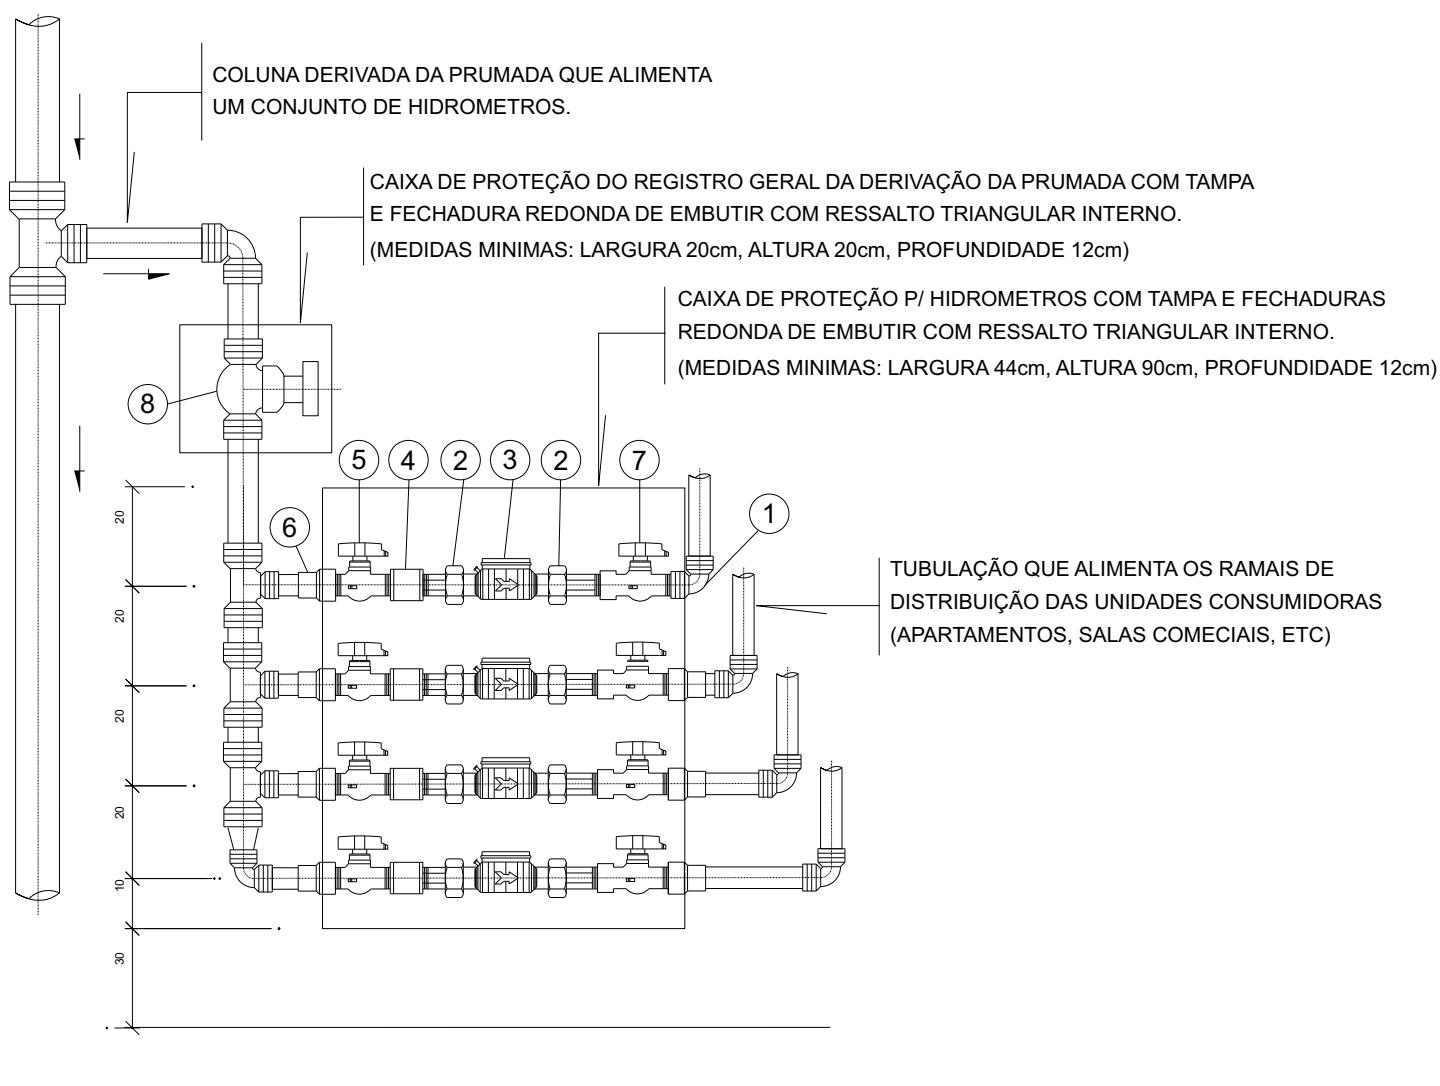 COLUNA DERIVADA DA PRUMADA QUE ALIMENTA
UM CONJUNTO DE HIDROMETROS.
CAIXA DE PROTEÇÃO DO REGISTRO GERAL DA DERIVAÇÃO DA PRUMADA COM TAMPA
E FECHADURA REDONDA DE EMBUTIR COM RESSALTO TRIANGULAR INTERNO.
(MEDIDAS MINIMAS: LARGURA 20cm, ALTURA 20cm, PROFUNDIDADE 12cm)
CAIXA DE PROTEÇÃO P/ HIDROMETROS COM TAMPA E FECHADURAS
REDONDA DE EMBUTIR COM RESSALTO TRIANGULAR INTERNO.
(MEDIDAS MINIMAS: LARGURA 44cm, ALTURA 90cm, PROFUNDIDADE 12cm)
8
5 4 2 3 2 7
1
6
TUBULAÇÃO QUE ALIMENTA OS RAMAIS DE
DISTRIBUIÇÃO DAS UNIDADES CONSUMIDORAS
(APARTAMENTOS, SALAS COMECIAIS, ETC)
20
20
20
20
10
30